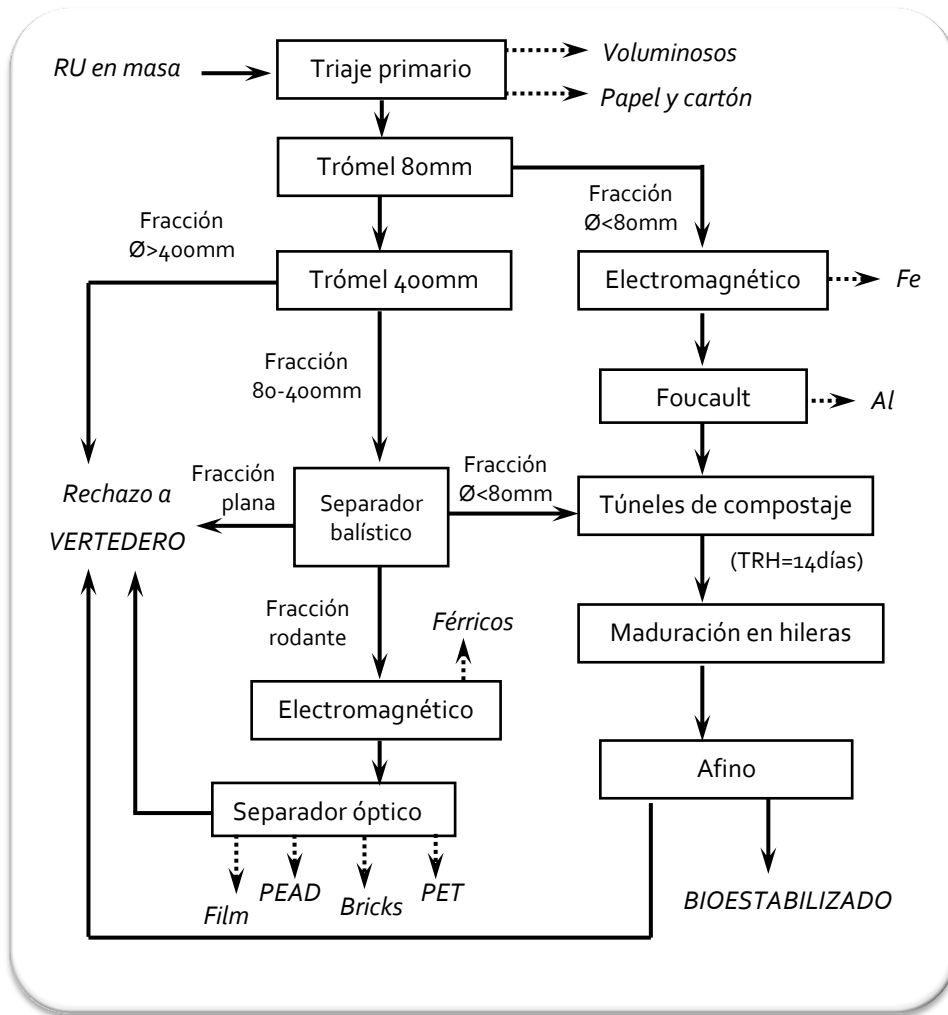 RU en masa
Triaje primario
Voluminosos
Papel y cartón
Trómel 80mm
Fracción
Ø<80mm
Fracción
Ø>400mm
Trómel 400mm
Electromagnético
Fe
Fracción
80-400mm
Foucault
Al
Fracción
plana
Fracción
Ø<80mm
Rechazo a
VERTEDERO
Separador
balístico
Túneles de compostaje
(TRH=14días)
Fracción
rodante
Férricos
Maduración en hileras
Electromagnético
Afino
Separador óptico
Film
PEAD
Bricks
PET
BIOESTABILIZADO